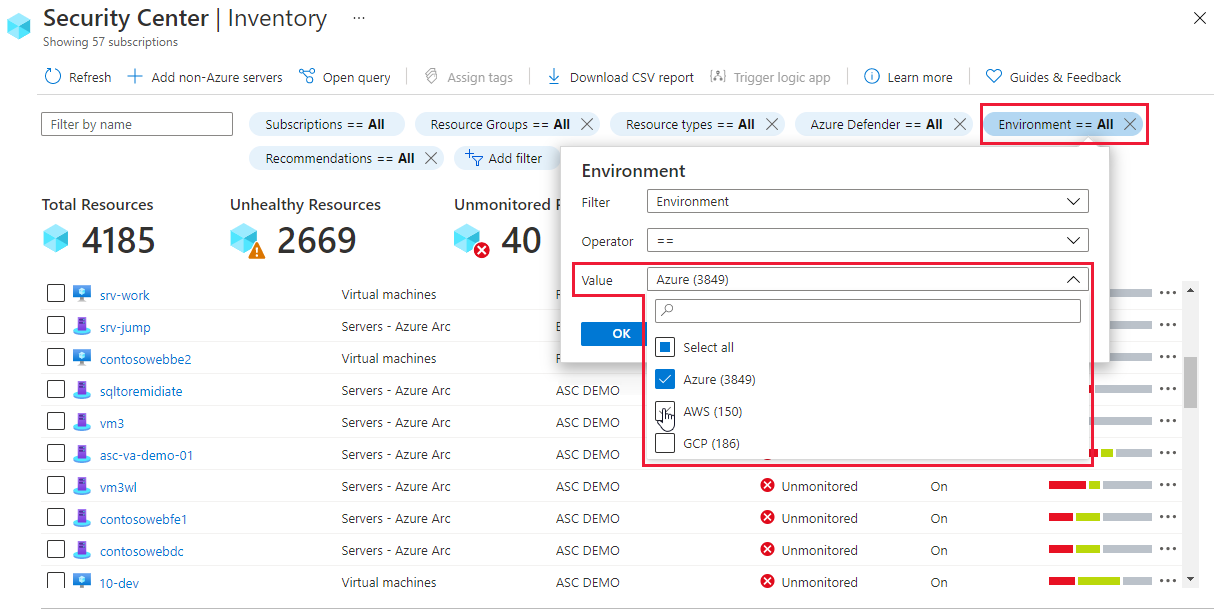 Security Center | Inventory ...
Showing 57 subscriptions
Refresh Add non-Azure servers Open query Assign tags Download CSV report Trigger logic app Learn more Guides & Feedback
Filter by name Subscriptions == All Resource Groups == All Resource types == All Azure Defender == All Environment == All
Recommendations == All Add filter
Environment
Filter Environment
Operator ==
Value Azure (3849)
OK
Select all
Azure (3849)
AWS (150)
GCP (186)
Total Resources Unhealthy Resources Unmonitored
4185 2669 40
srv-work Virtual machines
srv-jump Servers - Azure Arc
contosowebbe2 Virtual machines
sqltoremidiate Servers - Azure Arc ASC DEMO
vm3 Servers - Azure Arc ASC DEMO
asc-va-demo-01 Servers - Azure Arc ASC DEMO
vm3wl Servers - Azure Arc ASC DEMO Unmonitored On
contosowebfe1 Servers - Azure Arc ASC DEMO Unmonitored On
contosowebdc Servers - Azure Arc ASC DEMO Unmonitored On
10-dev Virtual machines ASC DEMO Unmonitored On